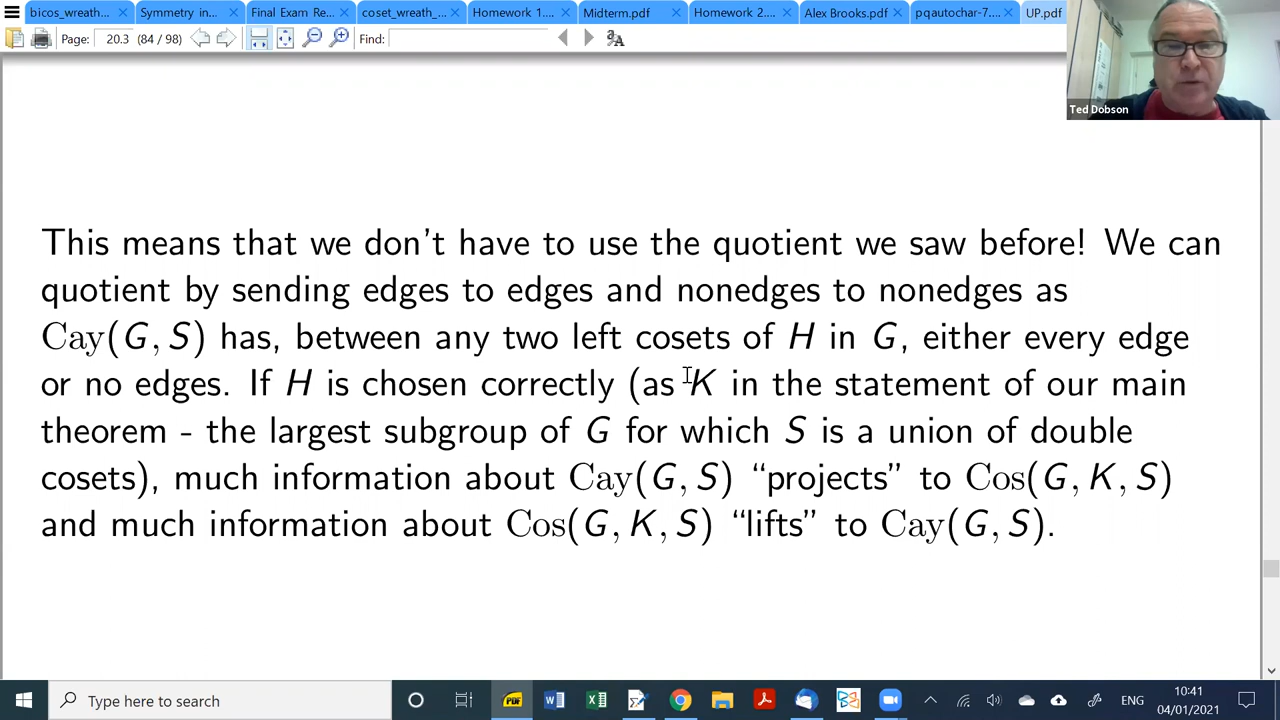 bicos_wreath...
Symmetry in...
Final Exam Re...
coset_wreath_...
Homework 1....
Midterm.pdf
Homework 2....
Alex Brooks.pdf
pqautochar-7....
UP.pdf
Page: 20.3 (84 / 98) Find:
Ted Dobson
This means that we don't have to use the quotient we saw before! We can
quotient by sending edges to edges and nonedges to nonedges as
Cay(G, S) has, between any two left cosets of H in G, either every edge
or no edges. If H is chosen correctly (as K in the statement of our main
theorem - the largest subgroup of G for which S is a union of double
cosets), much information about Cay(G, S) “projects” to Cos(G, K, S)
and much information about Cos(G, K, S) “lifts” to Cay(G, S).
Type here to search
ENG
10:41
04/01/2021